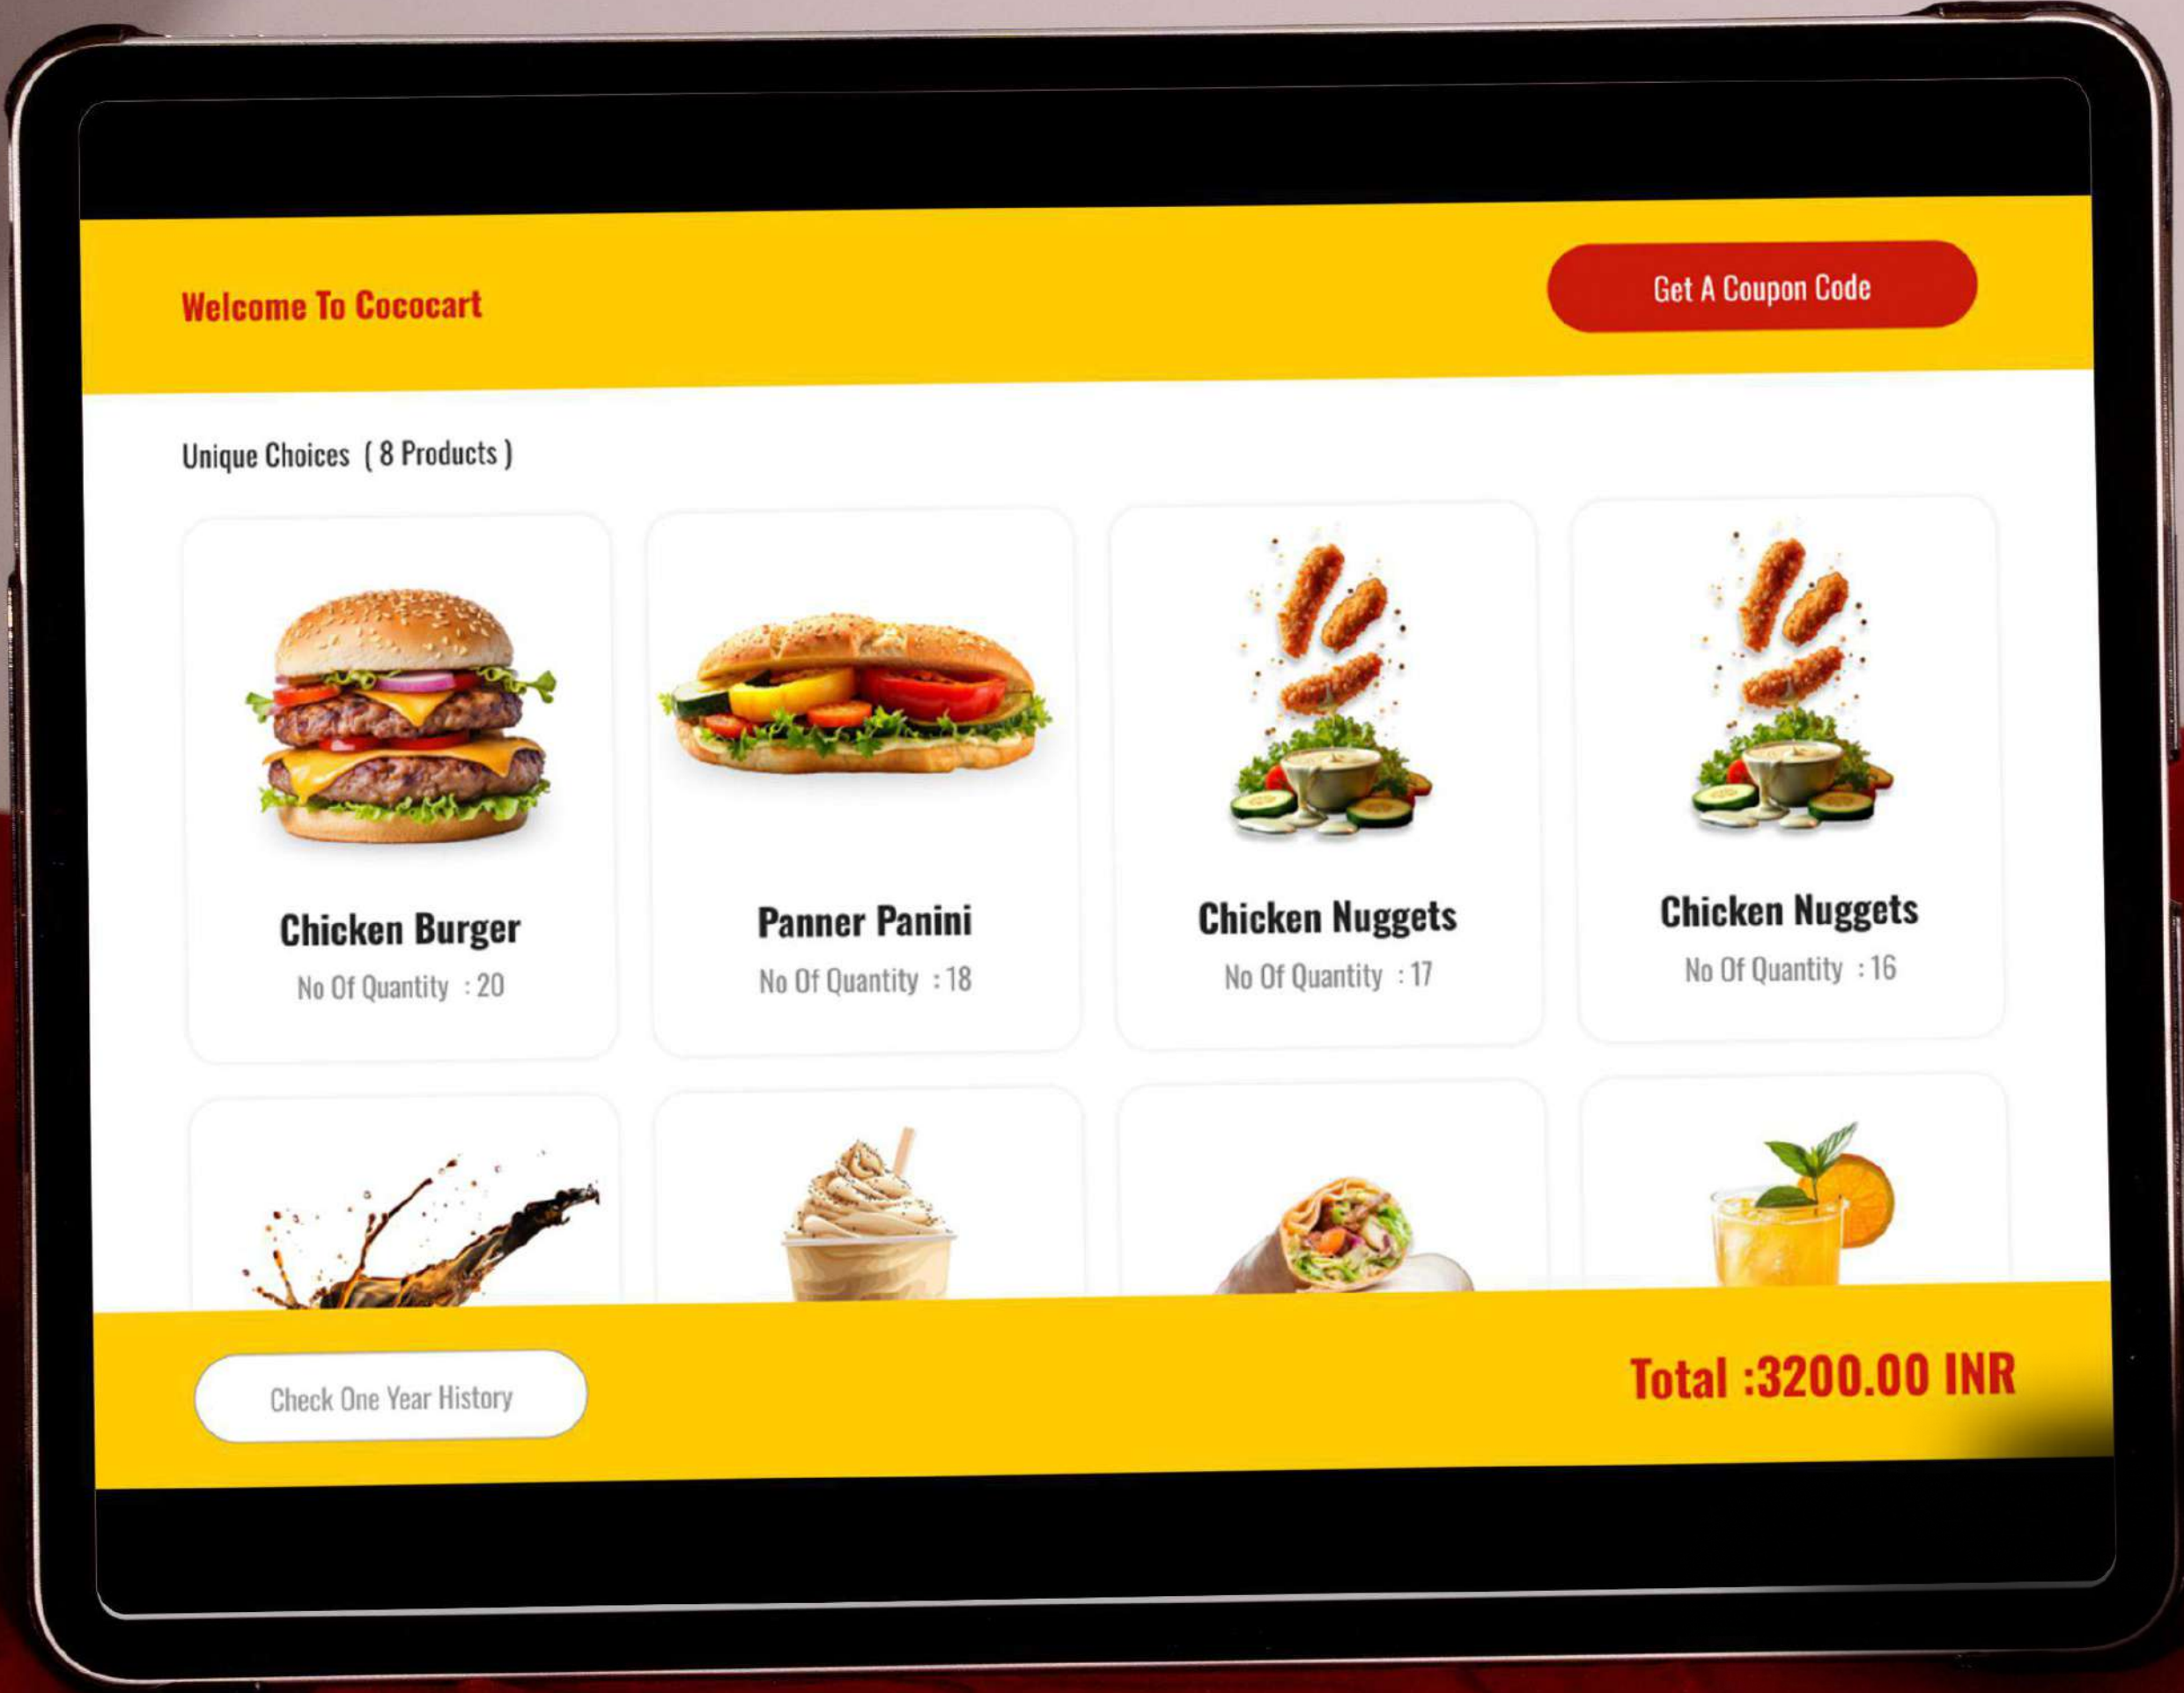 Welcome To Cococart
Get A Coupon Code
Unique Choices ( 8 Products )
Chicken Burger
No Of Quantity : 20
Panner Panini
No Of Quantity : 18
Chicken Nuggets
No Of Quantity : 17
Chicken Nuggets
No Of Quantity : 16
Check One Year History
Total :3200.00 INR